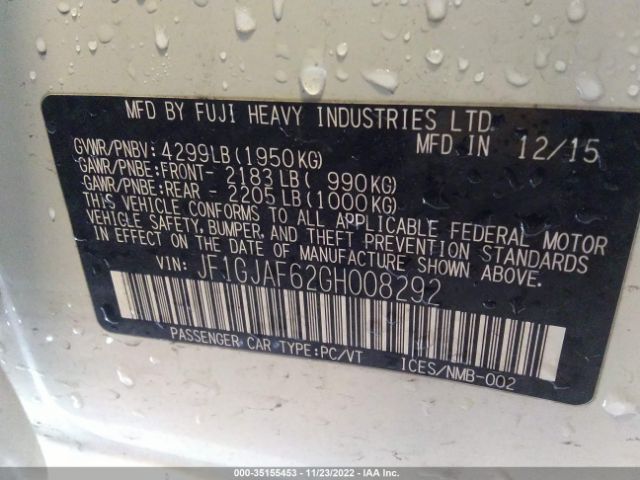 MFD BY FUJI HEAVY INDUSTRIES LTD.
MFD IN 12/15
GVWR/PNBV: 4299LB(1950KG)
GAWR/PNBE:FRONT- 2183LB( 990KG)
GAWR/PNBE:REAR - 2205LB(1000KG)
THIS VEHICLE CONFORMS TO ALL APPLICABLE FEDERAL MOTOR
VEHICLE SAFETY, BUMPER, AND THEFT PREVENTION STANDARDS
IN EFFECT ON THE DATE OF MANUFACTURE SHOWN ABOVE.
VIN: JF1GJAF62GH008292
PASSENGER CAR TYPE:PC/VT
ICES/NMB-002
000-35155453 - 11/23/2022 - IAA Inc.